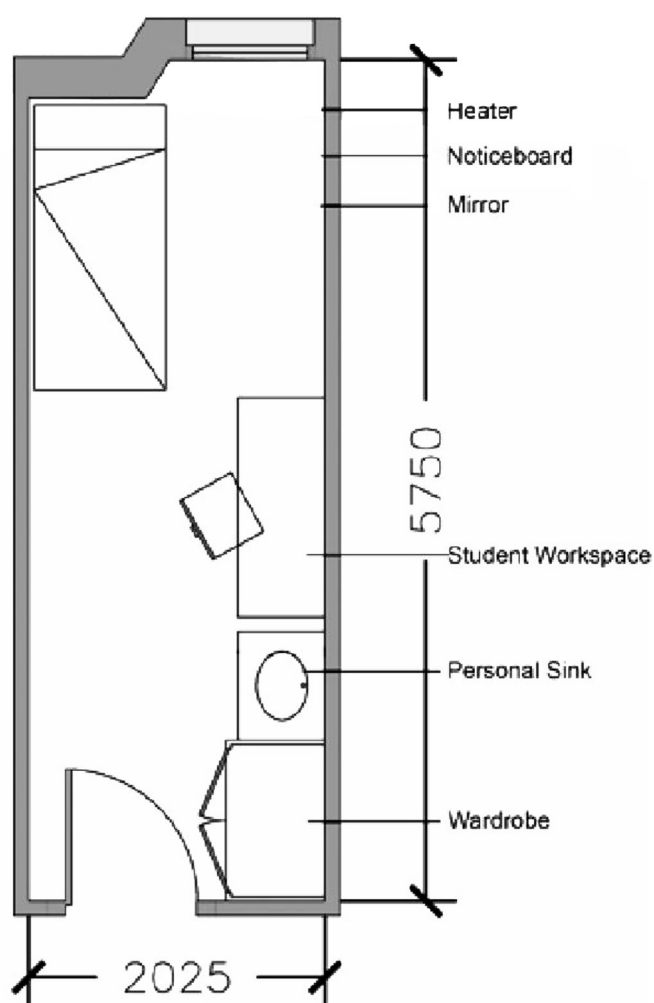 Heater
Noticeboard
Mirror
5750
Student Workspace
Personal Sink
Wardrobe
2025